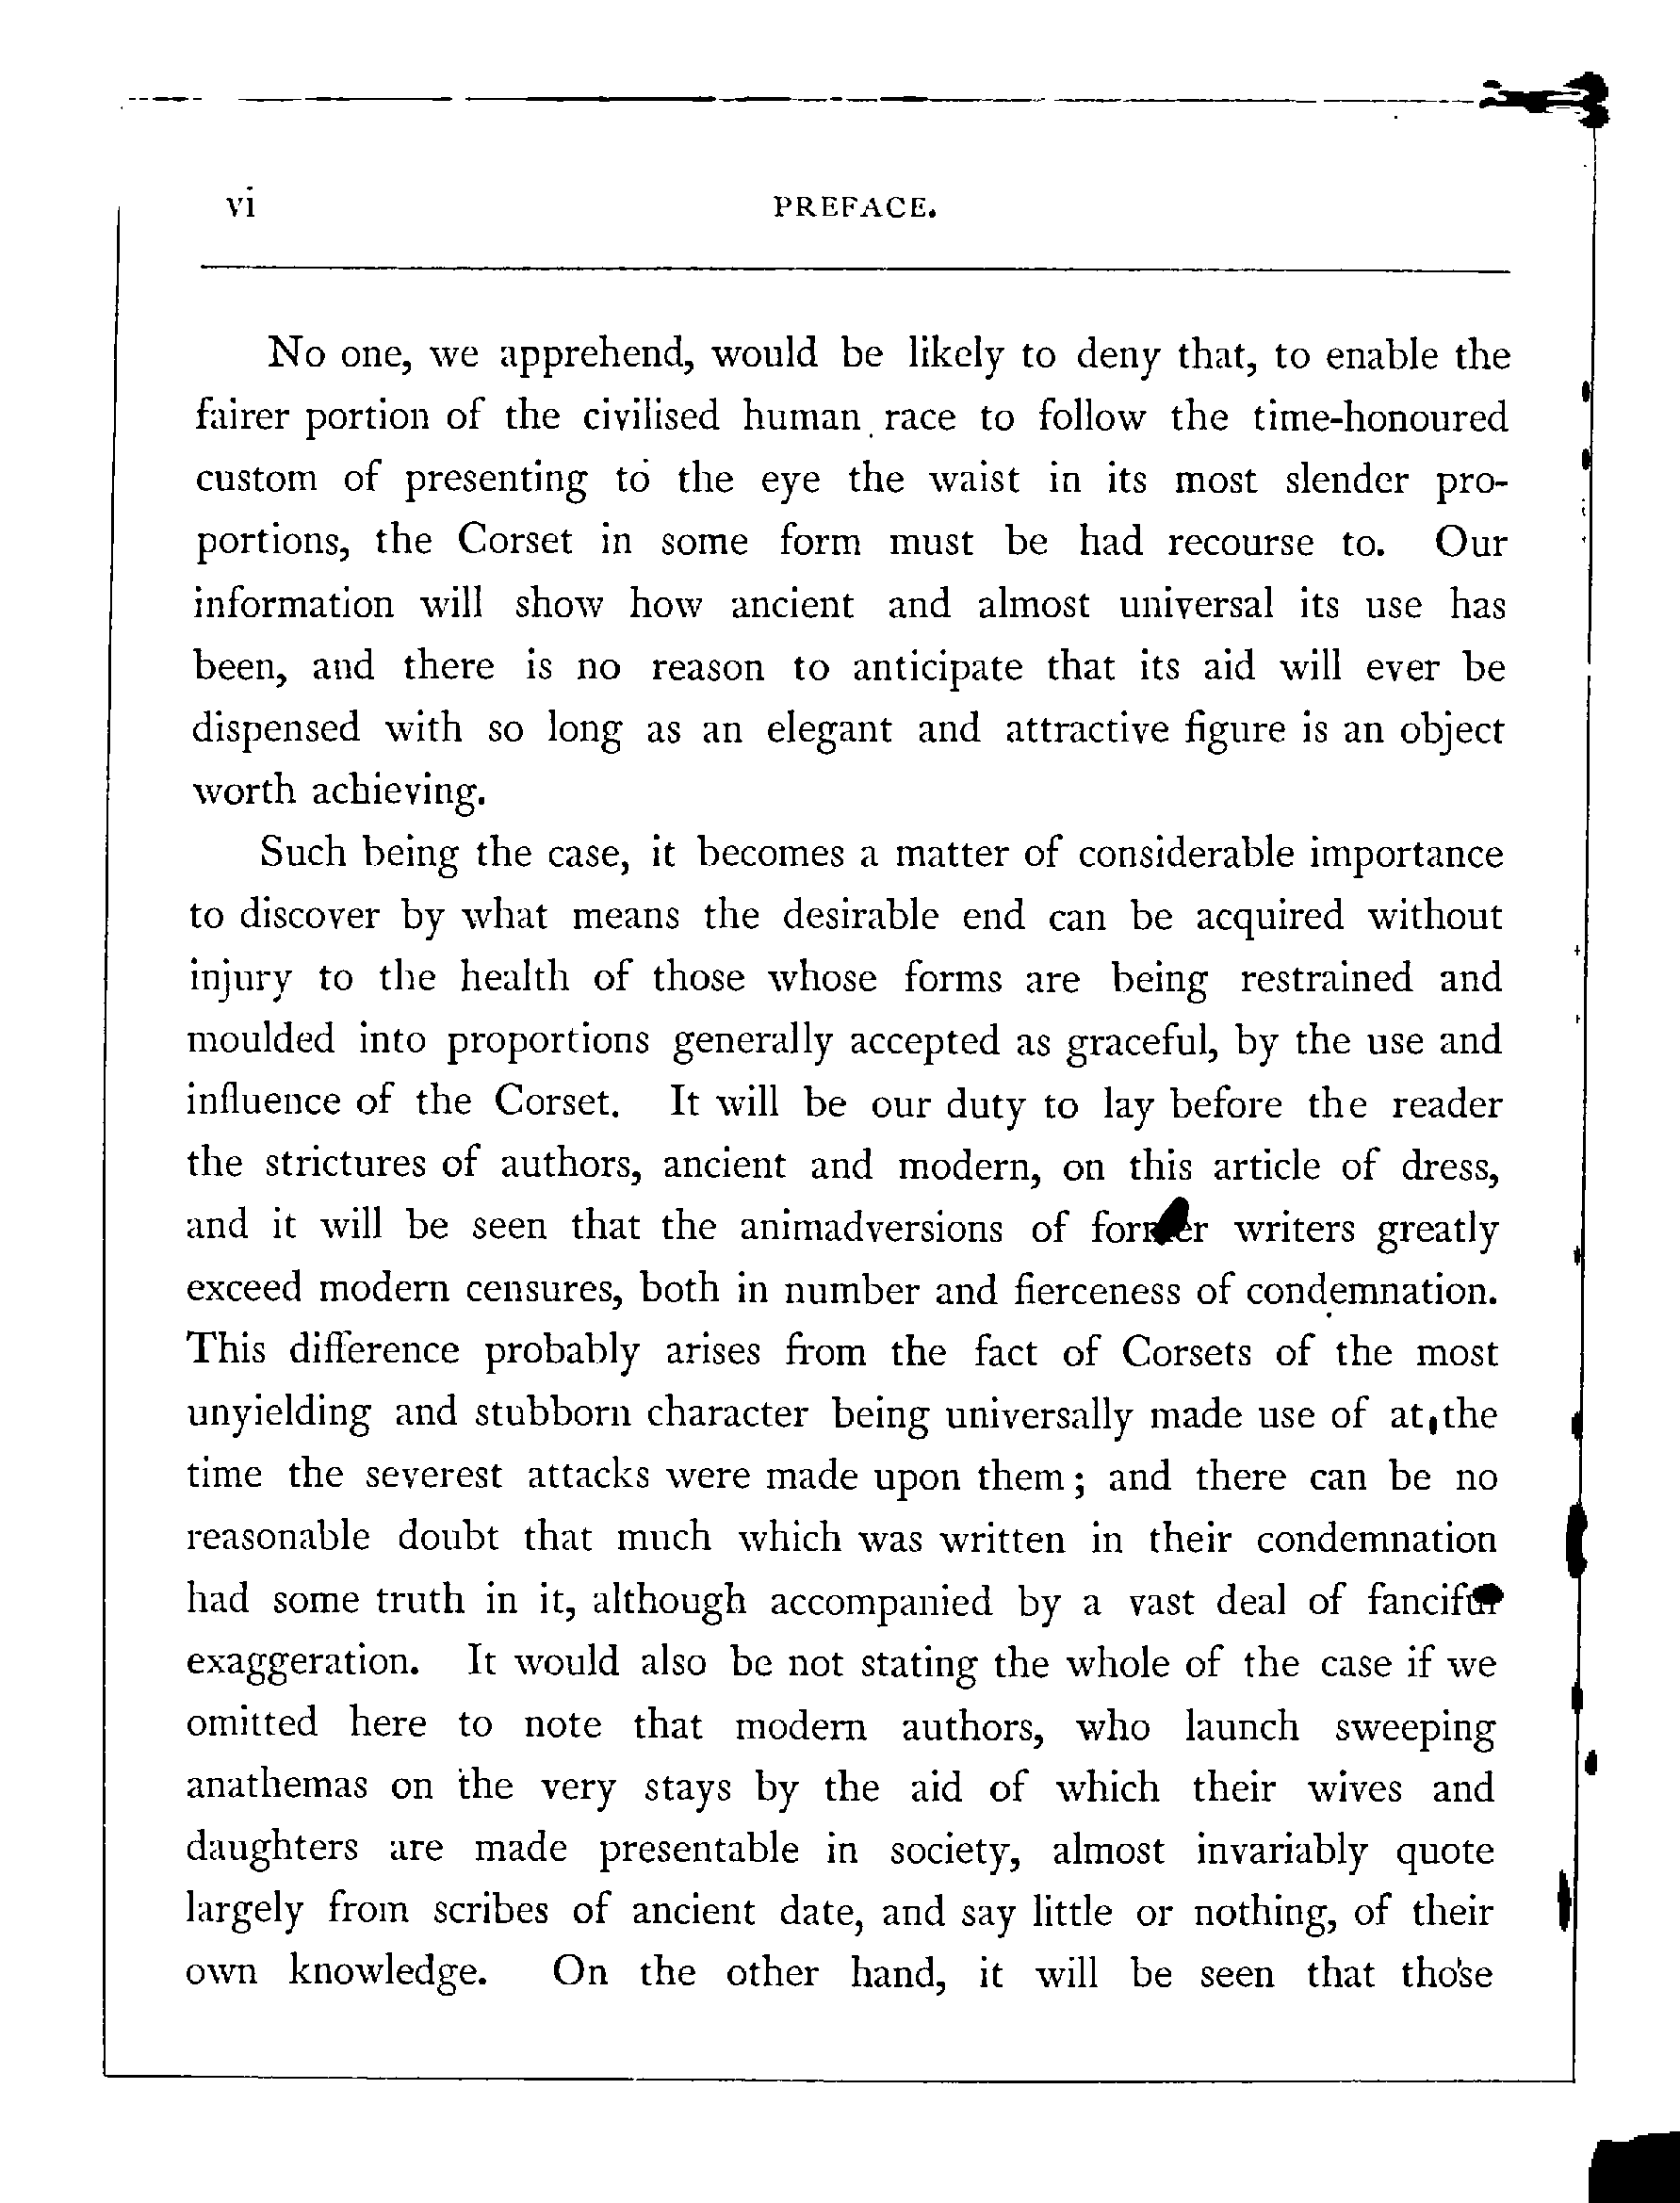 vi PREFACE.
No one, we apprehend, would be likely to deny that, to enable the
fairer portion of the civilised human race to follow the time-honoured
custom of presenting to the eye the waist in its most slender pro-
portions, the Corset in some form must be had recourse to. Our
information will show how ancient and almost universal its use has
been, and there is no reason to anticipate that its aid will ever be
dispensed with so long as an elegant and attractive figure is an object
worth achieving.
Such being the case, it becomes a matter of considerable importance
to discover by what means the desirable end can be acquired without
injury to the health of those whose forms are being restrained and
moulded into proportions generally accepted as graceful, by the use and
influence of the Corset. It will be our duty to lay before the reader
the strictures of authors, ancient and modern, on this article of dress,
and it will be seen that the animadversions of former writers greatly
exceed modern censures, both in number and fierceness of condemnation.
This difference probably arises from the fact of Corsets of the most
unyielding and stubborn character being universally made use of at the
time the severest attacks were made upon them; and there can be no
reasonable doubt that much which was written in their condemnation
had some truth in it, although accompanied by a vast deal of fanciful
exaggeration. It would also be not stating the whole of the case if we
omitted here to note that modern authors, who launch sweeping
anathemas on the very stays by the aid of which their wives and
daughters are made presentable in society, almost invariably quote
largely from scribes of ancient date, and say little or nothing, of their
own knowledge. On the other hand, it will be seen that those